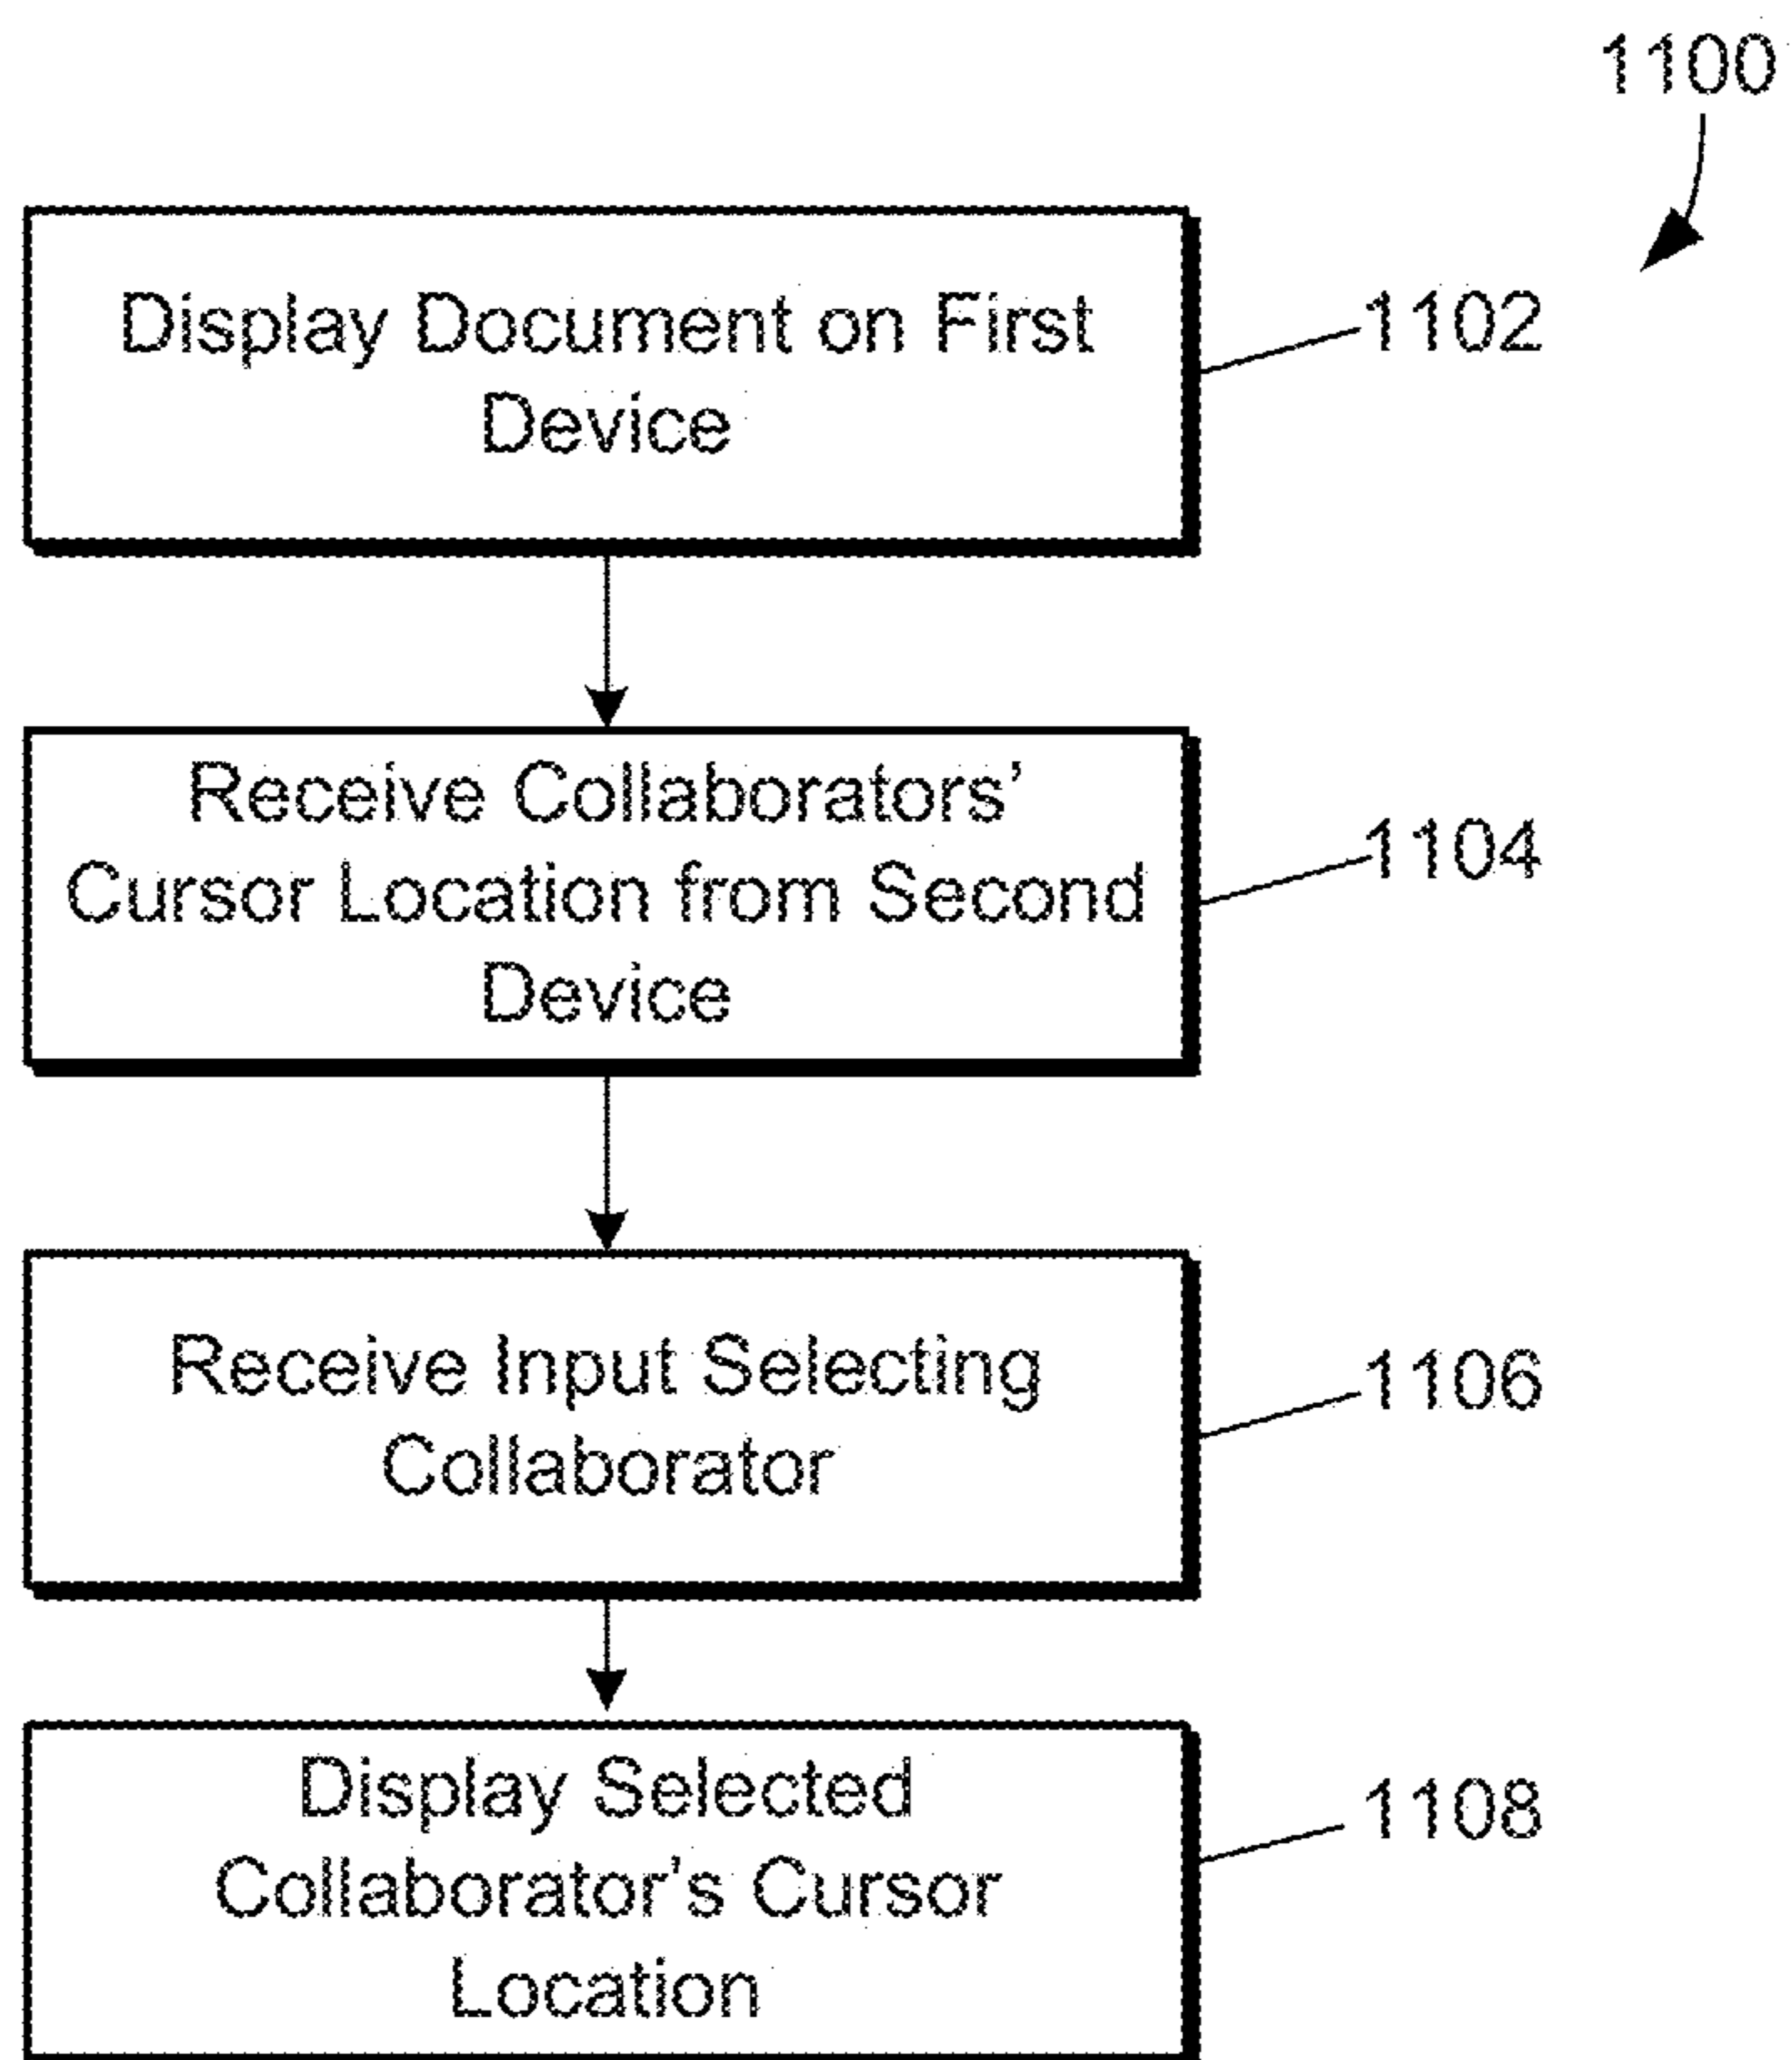 1100
Display Document on First
Device
1102
Receive Collaborators’
Cursor Location from Second
Device
1104
Receive Input Selecting
Collaborator
1106
Display Selected
Collaborator’s Cursor
Location
1108